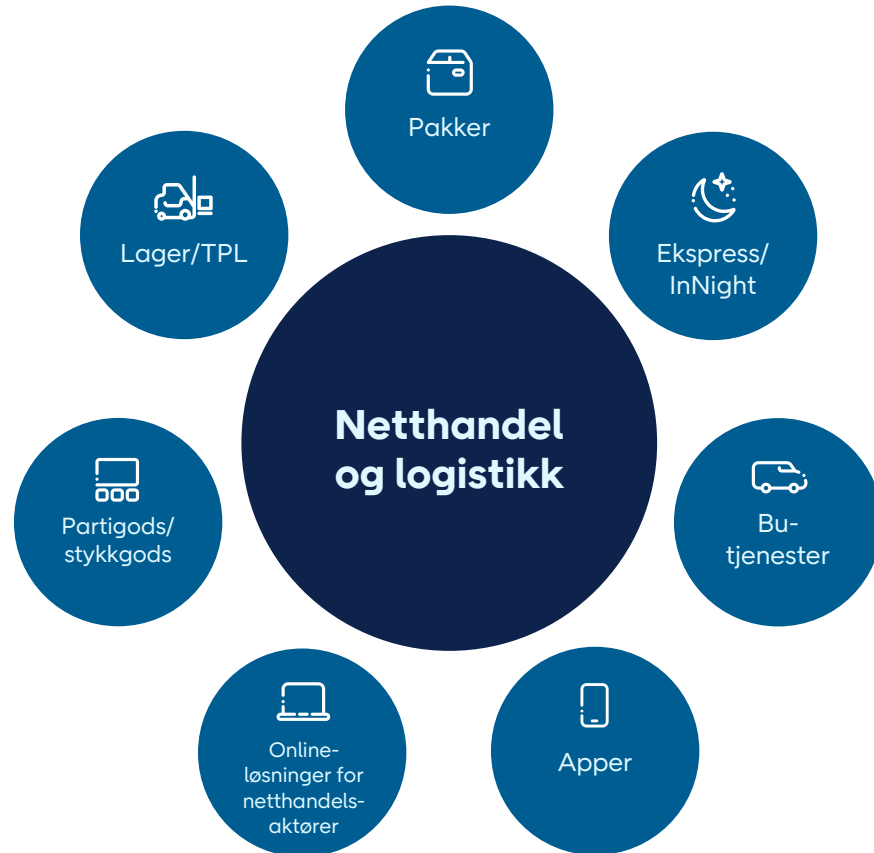 Pakker
Lager/TPL
Ekspress/
InNight
Netthandel
og logistikk
Partigods/
stykkgods
Bu-
tjenester
Online-
løsninger for
netthandels-
aktører
Apper